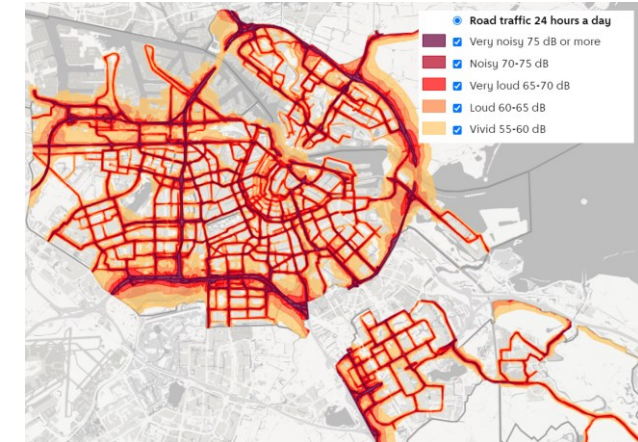 Road traffic 24 hours a day
Very noisy 75 dB or more
Noisy 70-75 dB
Very loud 65-70 dB
Loud 60-65 dB
Vivid 55-60 dB